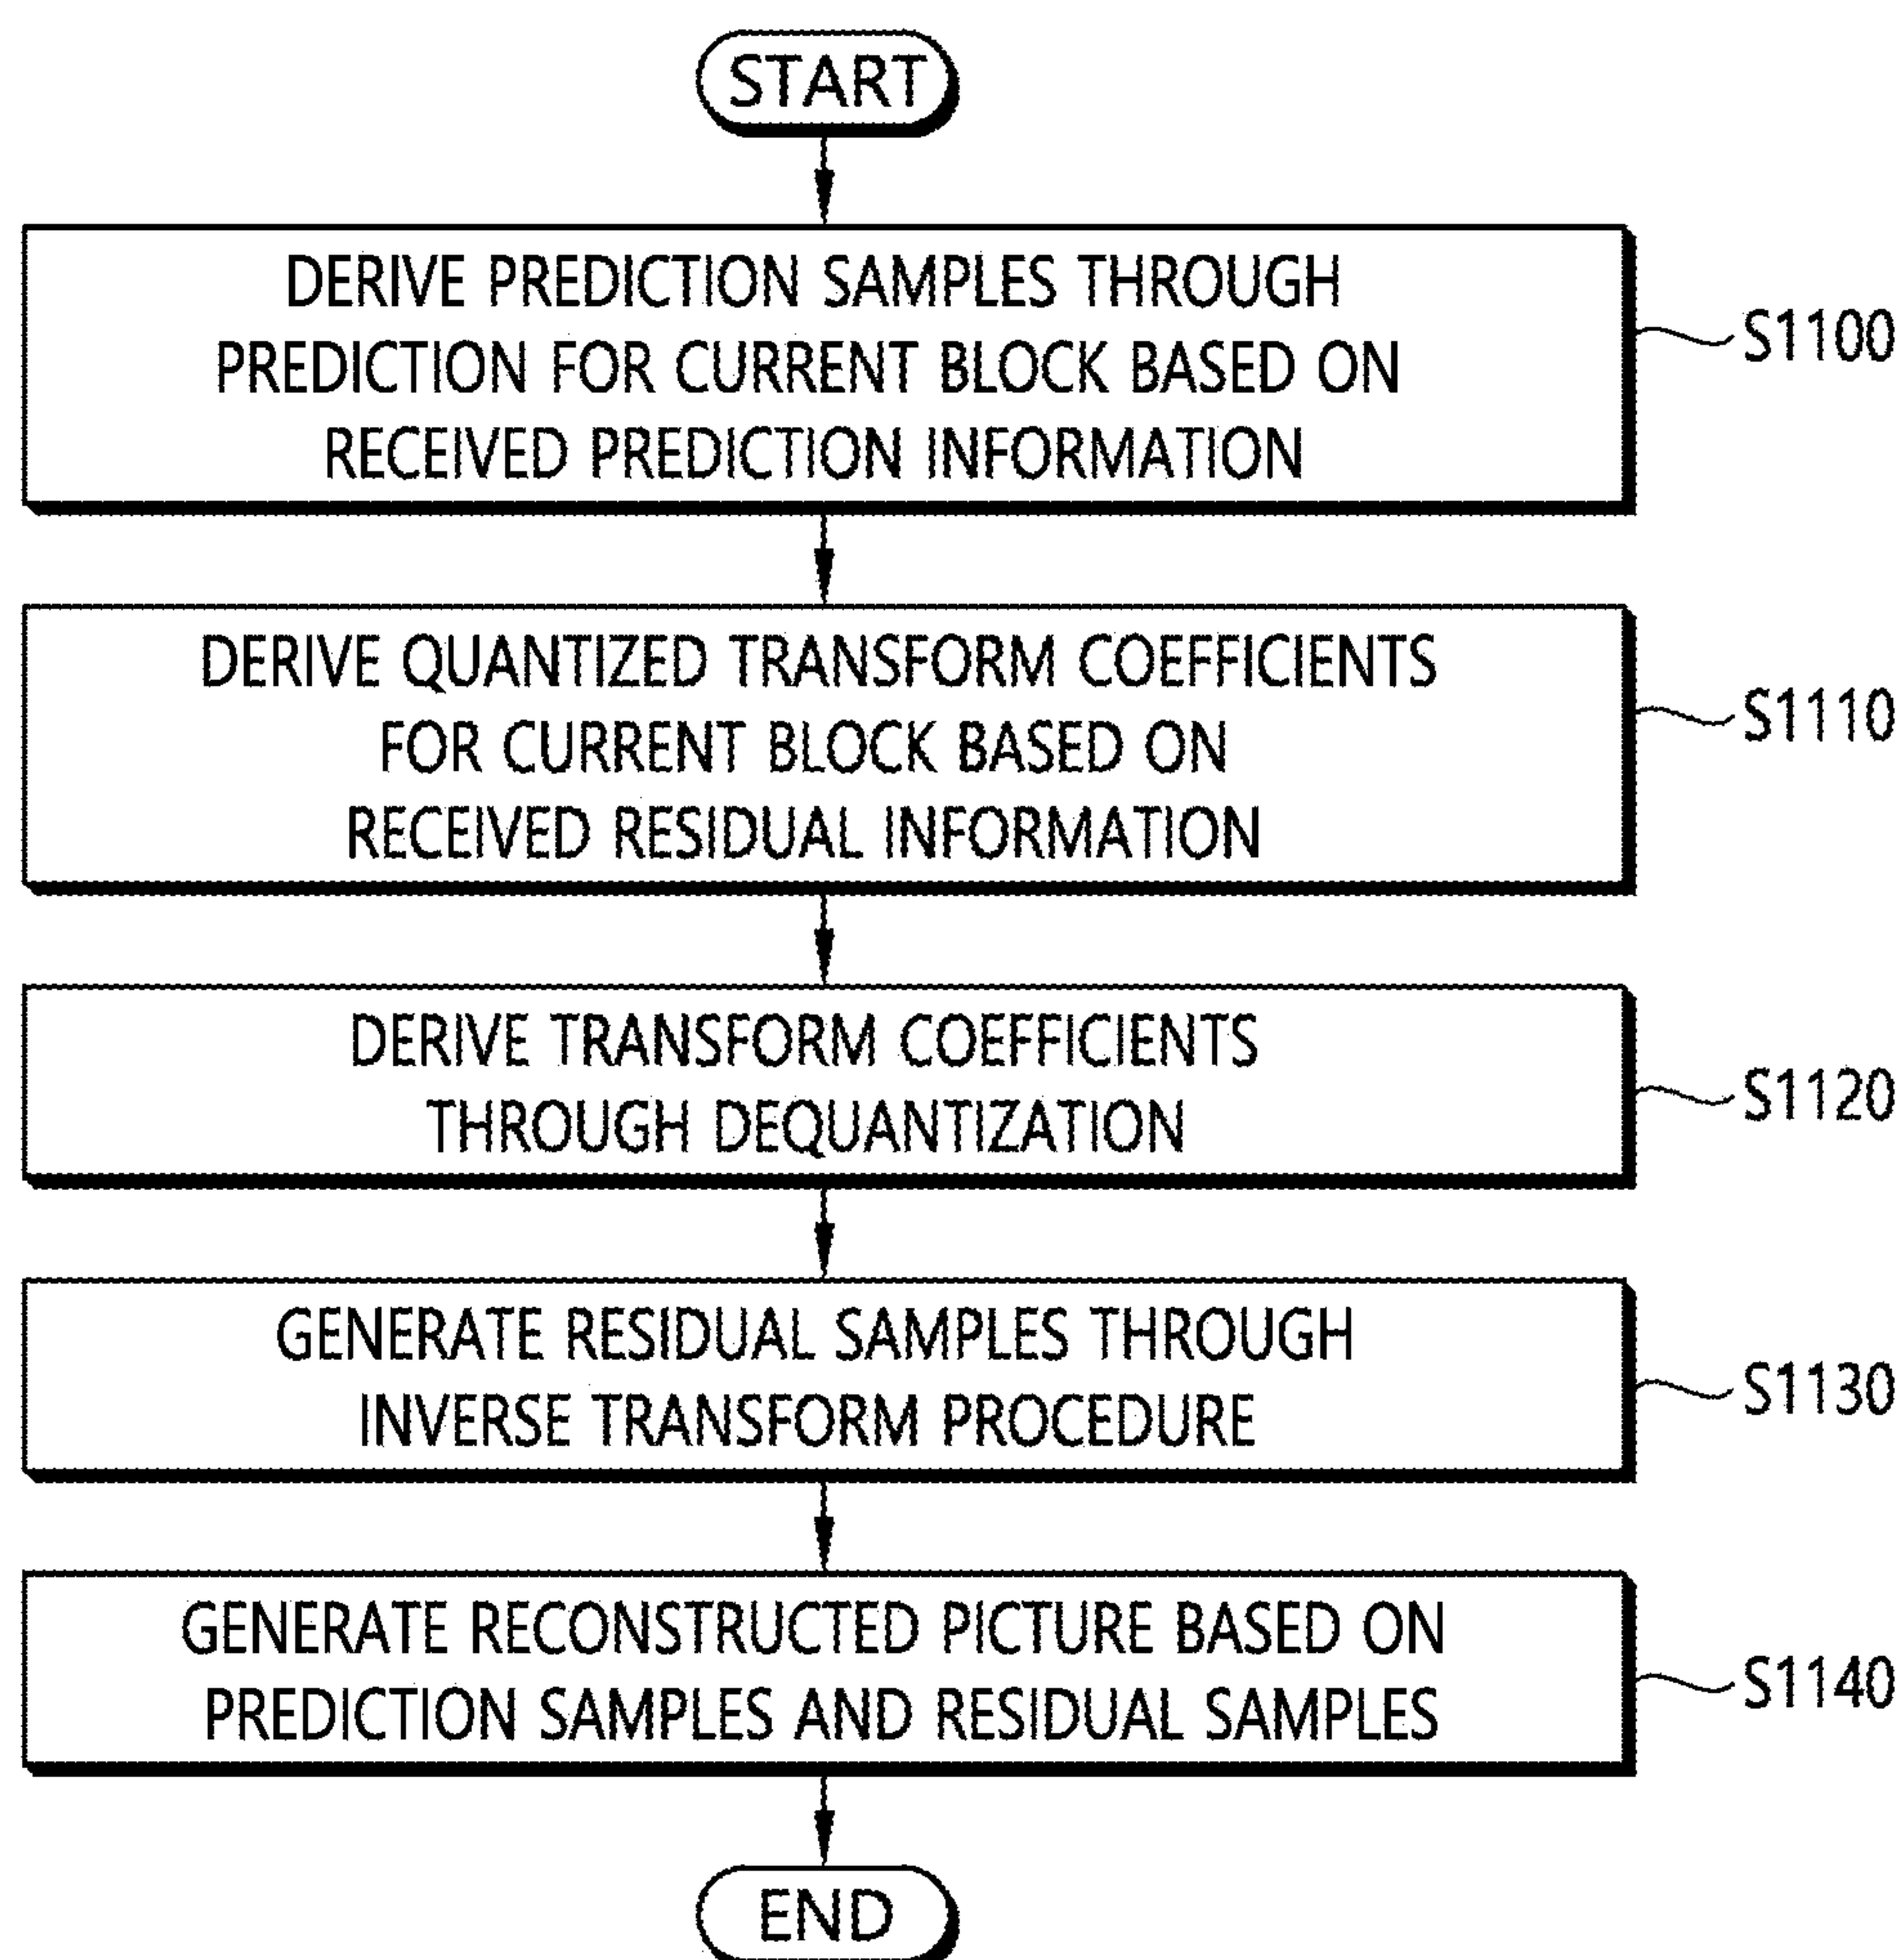 START
DERIVE PREDICTION SAMPLES THROUGH
PREDICTION FOR CURRENT BLOCK BASED ON
RECEIVED PREDICTION INFORMATION
S1100
DERIVE QUANTIZED TRANSFORM COEFFICIENTS
FOR CURRENT BLOCK BASED ON
RECEIVED RESIDUAL INFORMATION
S1110
DERIVE TRANSFORM COEFFICIENTS
THROUGH DEQUANTIZATION
S1120
GENERATE RESIDUAL SAMPLES THROUGH
INVERSE TRANSFORM PROCEDURE
S1130
GENERATE RECONSTRUCTED PICTURE BASED ON
PREDICTION SAMPLES AND RESIDUAL SAMPLES
S1140
END